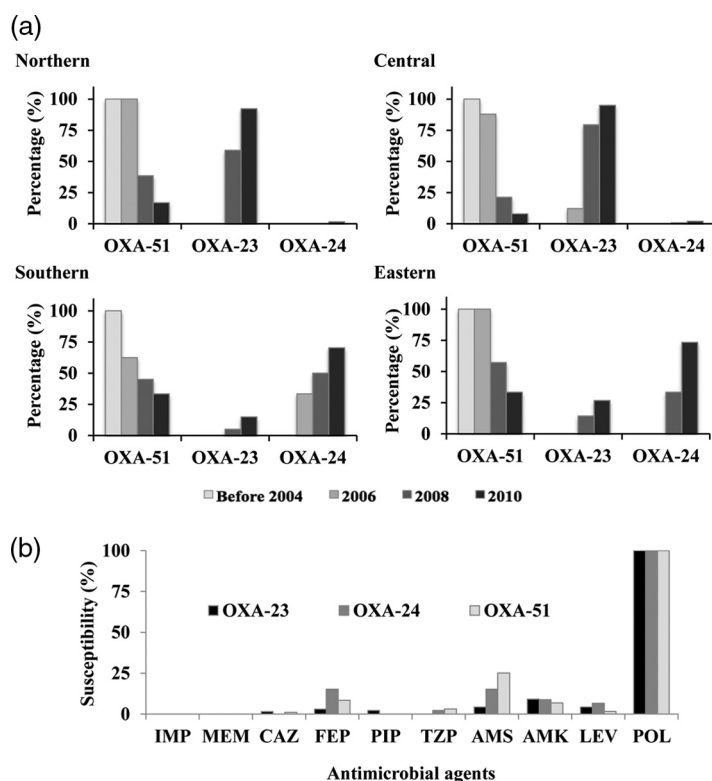 (a)
Northern
Percentage (%)
100
75
50
25
0
OXA-51 OXA-23 OXA-24
Central
Percentage (%)
100
75
50
25
0
OXA-51 OXA-23 OXA-24
Southern
Percentage (%)
100
75
50
25
0
OXA-51 OXA-23 OXA-24
Eastern
Percentage (%)
100
75
50
25
0
OXA-51 OXA-23 OXA-24
Before 2004 2006 2008 2010
(b)
Susceptibility (%)
100
75
50
25
0
OXA-23 OXA-24 OXA-51
IMP MEM CAZ FEP PIP TZP AMS AMK LEV POL
Antimicrobial agents